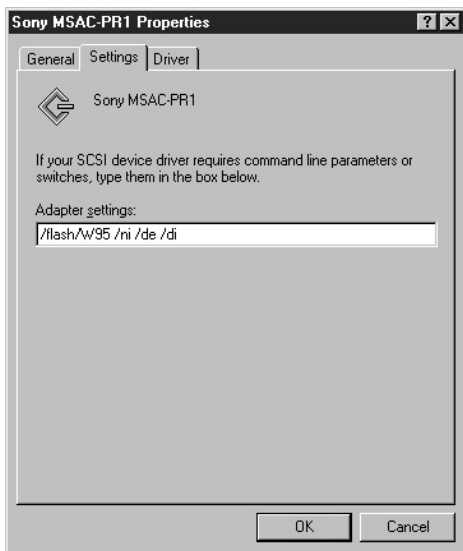 Sony MSAC-PR1 Properties ? ×
General Settings Driver
Sony MSAC-PR1
If your SCSI device driver requires command line parameters or
switches, type them in the box below.
Adapter settings:
/flash/W95 /ni /de /di
OK Cancel